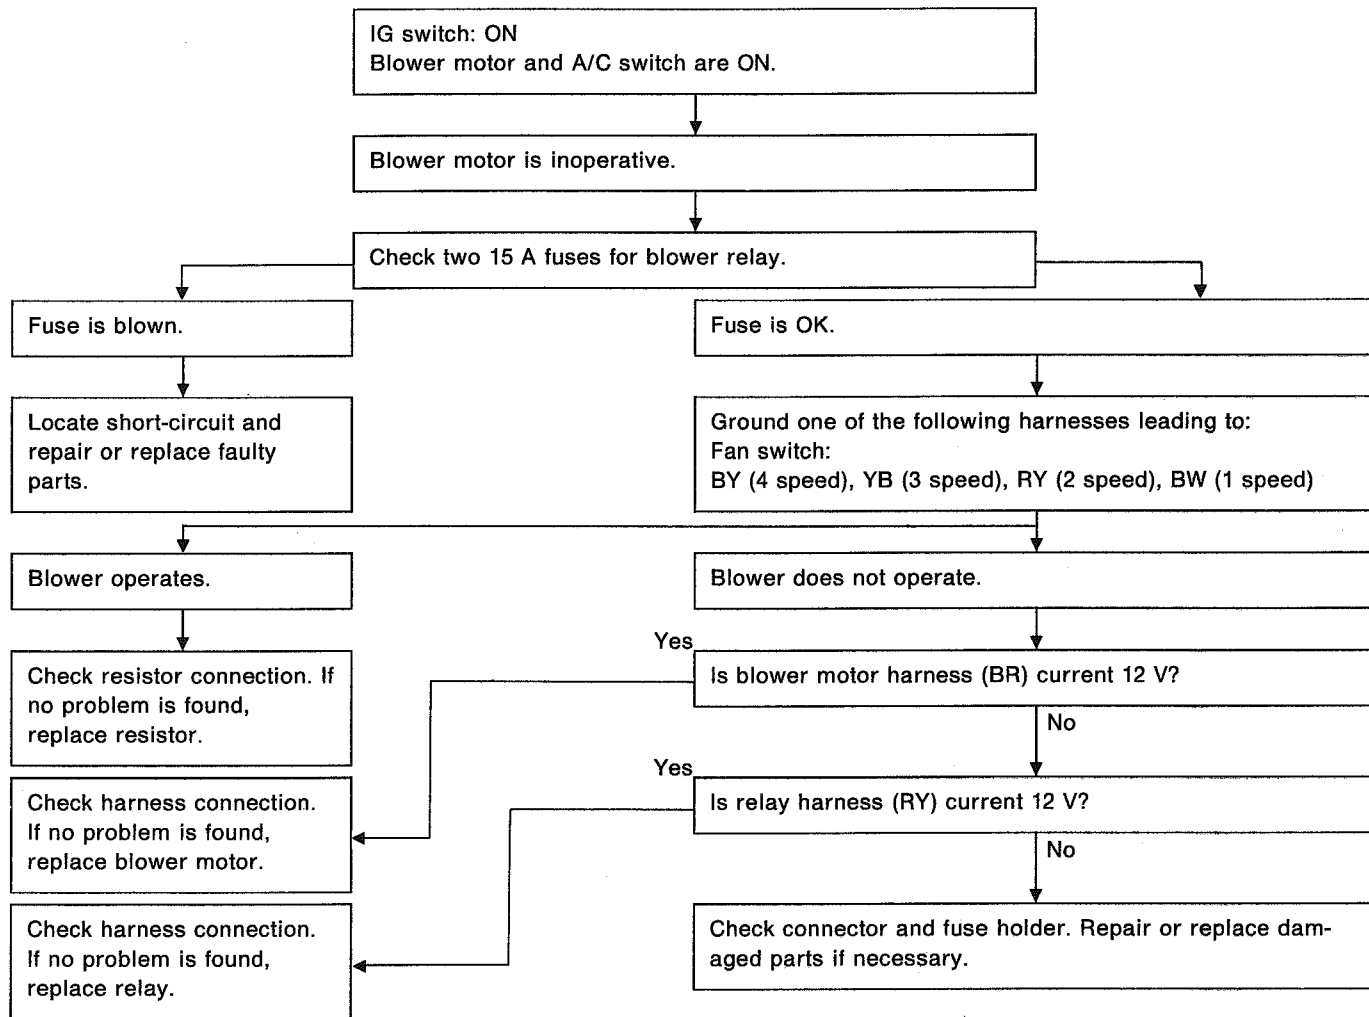 IG switch: ON
Blower motor and A/C switch are ON.
Blower motor is inoperative.
Check two 15 A fuses for blower relay.
Fuse is blown.
Fuse is OK.
Locate short-circuit and
repair or replace faulty
parts.
Ground one of the following harnesses leading to:
Fan switch:
BY (4 speed), YB (3 speed), RY (2 speed), BW (1 speed)
Blower operates.
Blower does not operate.
Yes
Check resistor connection. If
no problem is found,
replace resistor.
Is blower motor harness (BR) current 12 V?
No
Yes
Check harness connection.
If no problem is found,
replace blower motor.
Is relay harness (RY) current 12 V?
No
Check harness connection.
If no problem is found,
replace relay.
Check connector and fuse holder. Repair or replace dam-
aged parts if necessary.